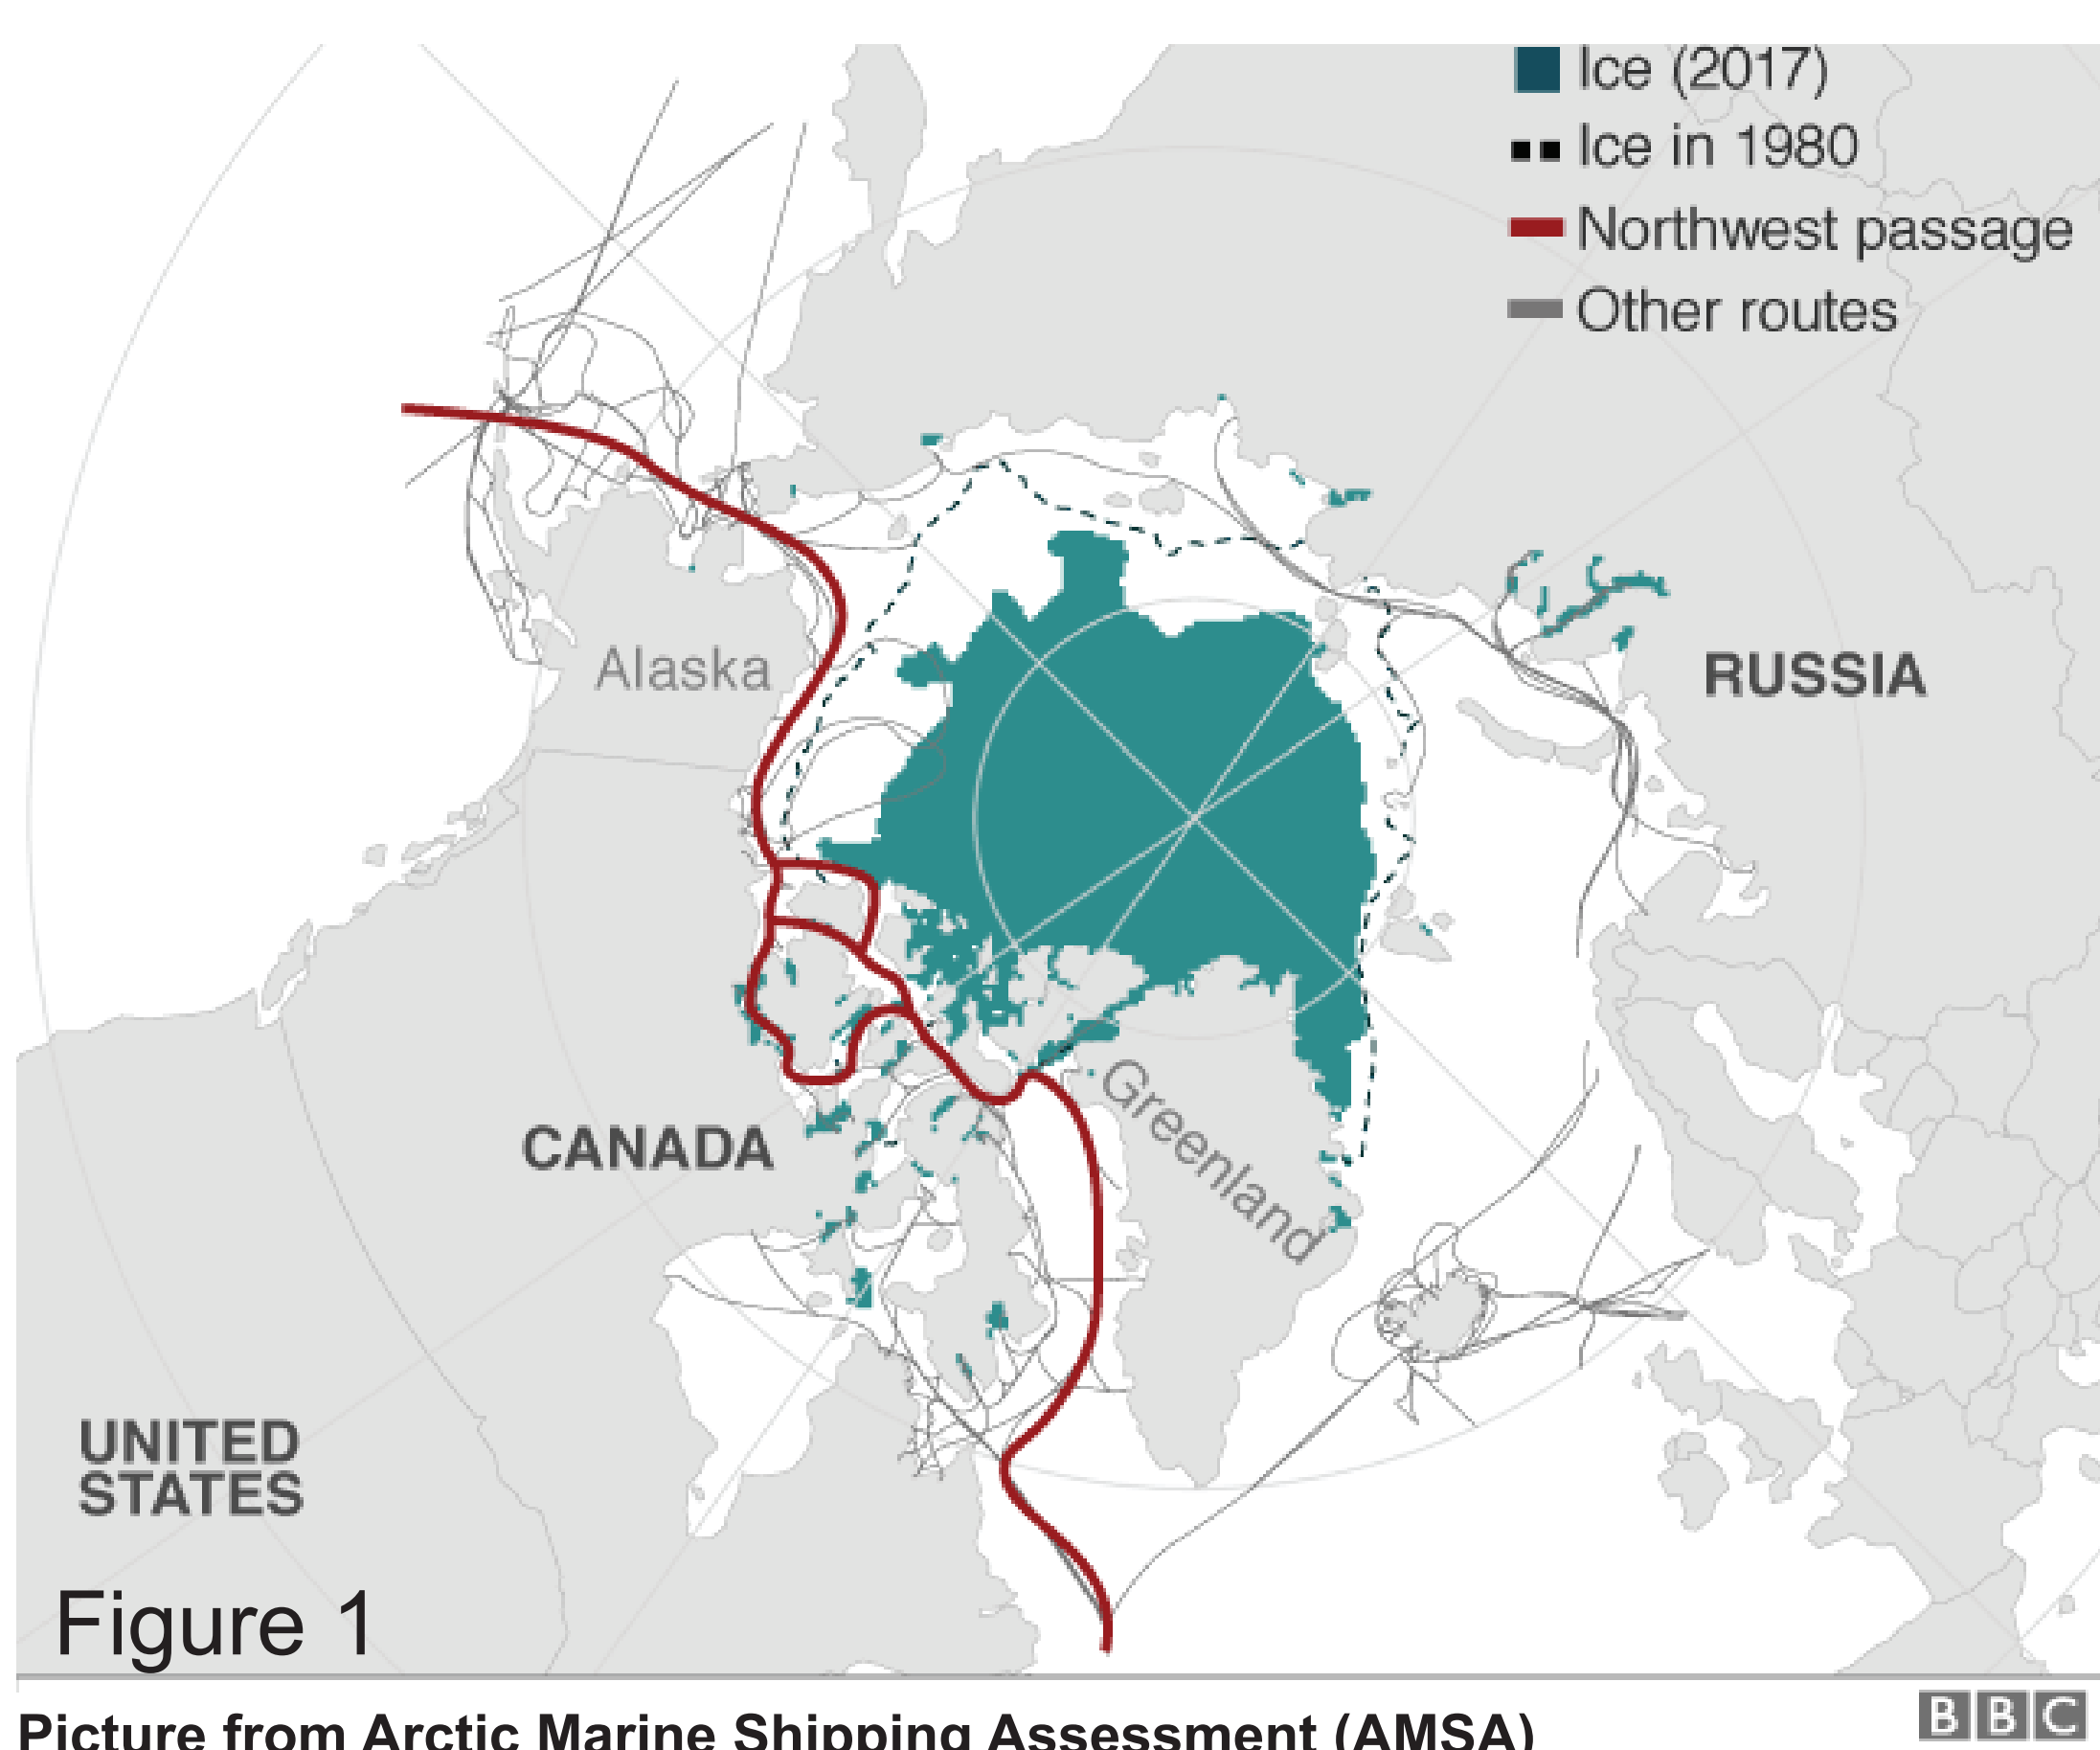 Ice (2017)
Ice in 1980
Northwest passage
Other routes
Alaska
RUSSIA
Greenland
CANADA
UNITED
STATES
Figure 1
Picture from Arctic Marine Shipping Assessment (AMSA)
BBC